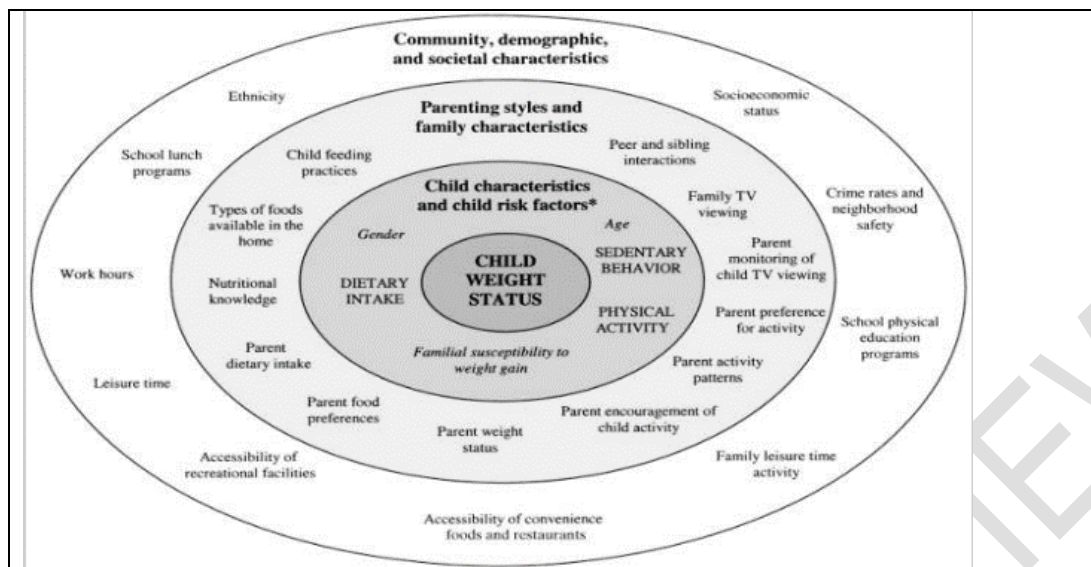 Community, demographic,
and societal characteristics
Ethnicity
Socioeconomic
status
Parenting styles and
family characteristics
School lunch
programs
Child feeding
practices
Peer and sibling
interactions
Child characteristics
and child risk factors*
Family TV
viewing
Crime rates and
neighborhood
safety
Types of foods
available in the
home
Gender
Age
Work hours
Nutritional
knowledge
DIETARY
INTAKE
CHILD
WEIGHT
STATUS
SEDENTARY
BEHAVIOR
Parent
monitoring of
child TV viewing
PHYSICAL
ACTIVITY
Parent preference
for activity
School physical
education
programs
Parent
dietary intake
Familial susceptibility to
weight gain
Parent activity
patterns
Leisure time
Parent food
preferences
Parent weight
status
Parent encouragement of
child activity
Accessibility of
recreational facilities
Family leisure time
activity
Accessibility of convenience
foods and restaurants